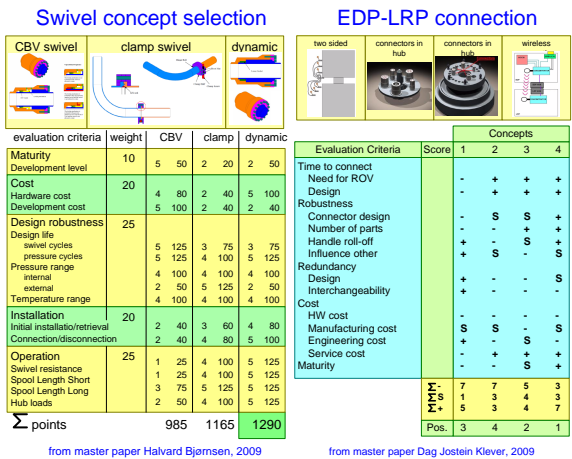 Swivel concept selection
CBV swivel clamp swivel dynamic
evaluation criteria weight CBV clamp dynamic
Maturity 10
Development level 5 50 2 20 2 50
Cost 20
Hardware cost 4 80 2 40 5 100
Development cost 5 100 2 40 2 40
Design robustness 25
Design life
swivel cycles 5 125 3 75 3 75
pressure cycles 5 125 4 100 5 125
Pressure range
internal 4 100 4 100 4 100
external 2 50 5 125 2 50
Temperature range 4 100 4 100 4 100
Installation 20
Initial installatio/retrieval 2 40 3 60 4 80
Connection/disconnection 2 40 4 80 5 100
Operation 25
Swivel resistance 1 25 4 100 5 125
Spool Length Short 1 25 4 100 5 125
Spool Length Long 3 75 5 125 5 125
Hub loads 2 50 4 100 5 125
Σ points 985 1165 1290
from master paper Halvard Bjørnsen, 2009
EDP-LRP connection
two sided connectors in hub connectors in hub wireless
Concepts
Evaluation Criteria Score 1 2 3 4
Time to connect
Need for ROV - + + +
Design - + + +
Robustness
Connector design - S S +
Number of parts - - + +
Handle roll-off + - S +
Influence other + S - S
Redundancy
Design + - - S
Interchangeability + - - -
Cost
HW cost - - - -
Manufacturing cost S S - S
Engineering cost + - S -
Service cost - + + +
Maturity - - S +
Σ - 7 7 5 3
Σ S 1 3 4 3
Σ + 5 3 4 7
Pos. 3 4 2 1
from master paper Dag Jostein Klever, 2009